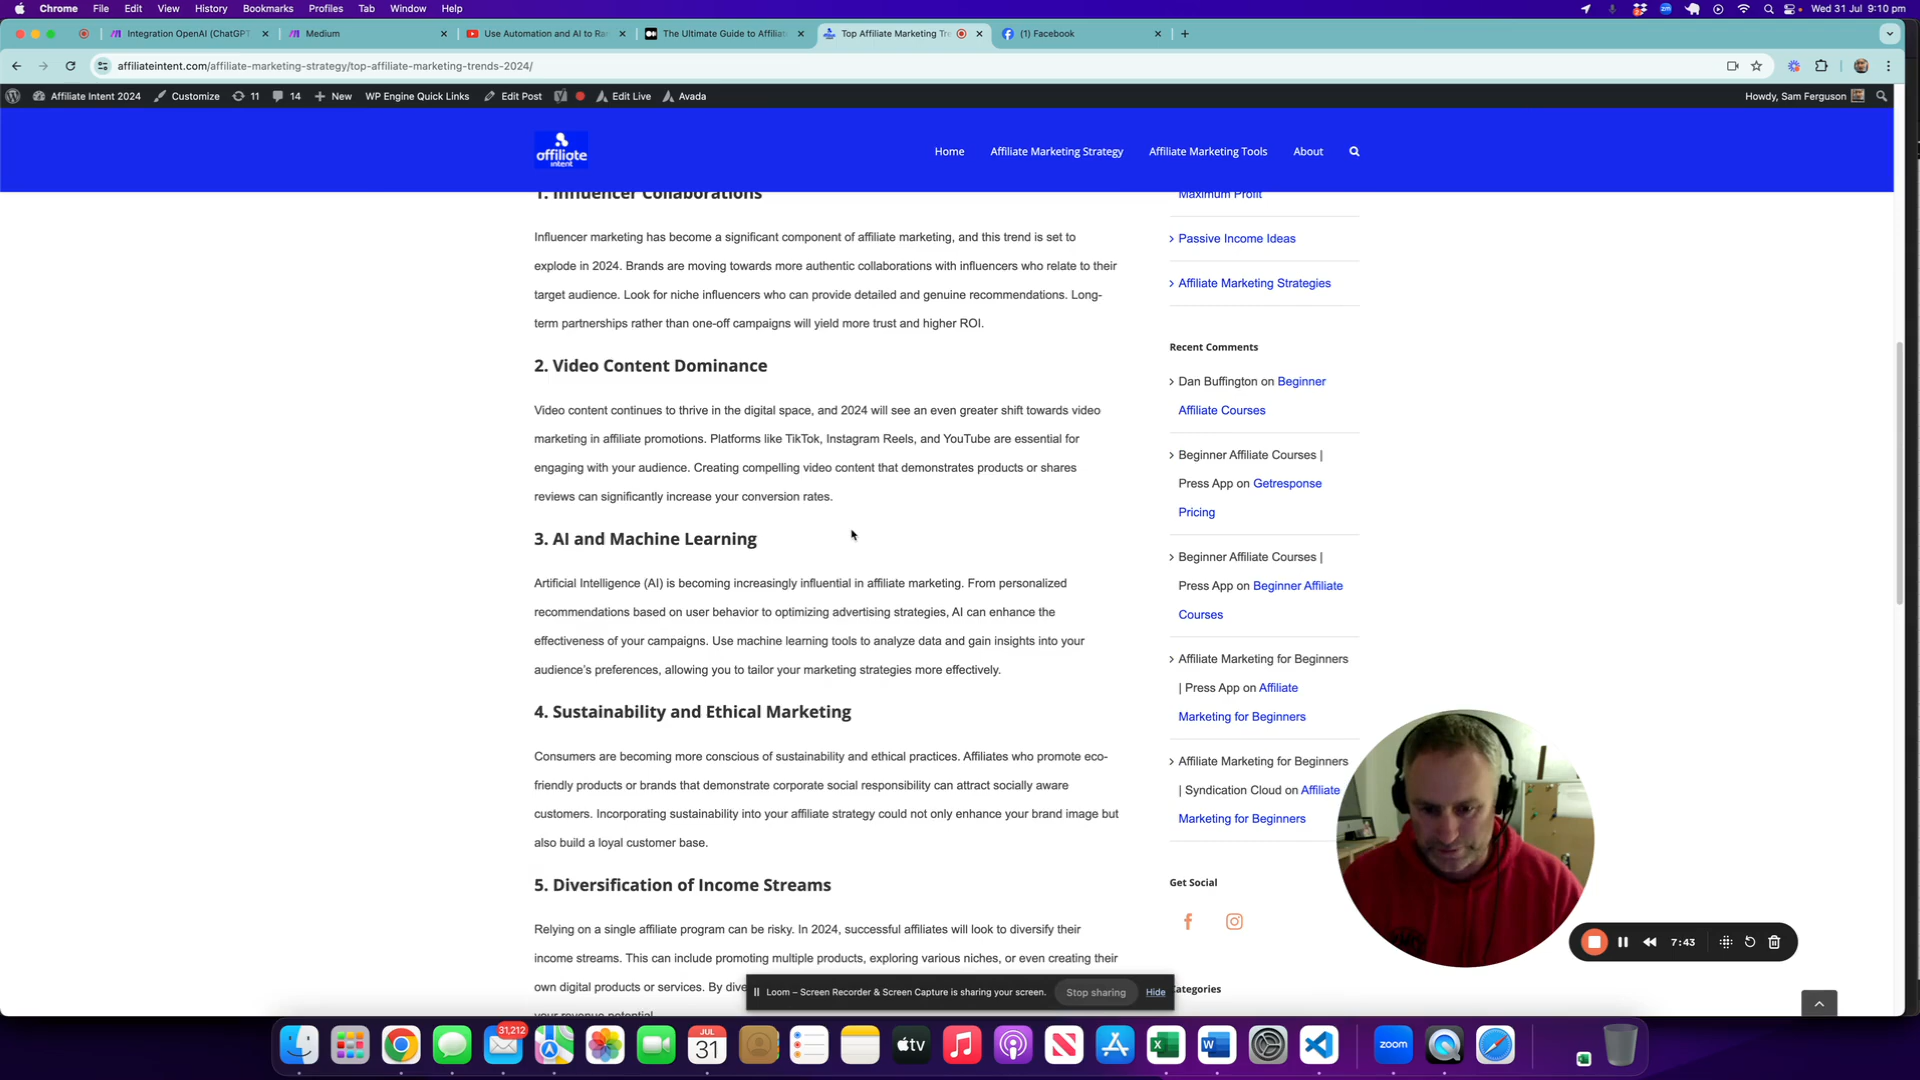 Chrome File Edit View History Bookmarks Profiles Tab Window Help
zm
Wed 31 Jul 9:10 pm
Integration OpenAI (ChatGPT
Medium
Use Automation and AI to Ra
The Ultimate Guide to Affiliat
Top Affiliate Marketing Tre
(1) Facebook
affiliateintent.com/affiliate-marketing-strategy/top-affiliate-marketing-trends-2024/
Affiliate Intent 2024 Customize 11 14 New WP Engine Quick Links Edit Post Edit Live Avada
Howdy, Sam Ferguson
affiliate
intent
Home Affiliate Marketing Strategy Affiliate Marketing Tools About
1. Influencer Collaborations
Influencer marketing has become a significant component of affiliate marketing, and this trend is set to
explode in 2024. Brands are moving towards more authentic collaborations with influencers who relate to their
target audience. Look for niche influencers who can provide detailed and genuine recommendations. Long-
term partnerships rather than one-off campaigns will yield more trust and higher ROI.
2. Video Content Dominance
Video content continues to thrive in the digital space, and 2024 will see an even greater shift towards video
marketing in affiliate promotions. Platforms like TikTok, Instagram Reels, and YouTube are essential for
engaging with your audience. Creating compelling video content that demonstrates products or shares
reviews can significantly increase your conversion rates.
3. AI and Machine Learning
Artificial Intelligence (AI) is becoming increasingly influential in affiliate marketing. From personalized
recommendations based on user behavior to optimizing advertising strategies, AI can enhance the
effectiveness of your campaigns. Use machine learning tools to analyze data and gain insights into your
audience's preferences, allowing you to tailor your marketing strategies more effectively.
4. Sustainability and Ethical Marketing
Consumers are becoming more conscious of sustainability and ethical practices. Affiliates who promote eco-
friendly products or brands that demonstrate corporate social responsibility can attract socially aware
customers. Incorporating sustainability into your affiliate strategy could not only enhance your brand image but
also build a loyal customer base.
5. Diversification of Income Streams
Relying on a single affiliate program can be risky. In 2024, successful affiliates will look to diversify their
income streams. This can include promoting multiple products, exploring various niches, or even creating their
own digital products or services. By dive
your revenue potential.
Maximum Profit
Passive Income Ideas
Affiliate Marketing Strategies
Recent Comments
Dan Buffington on Beginner
Affiliate Courses
Beginner Affiliate Courses |
Press App on Getresponse
Pricing
Beginner Affiliate Courses |
Press App on Beginner Affiliate
Courses
Affiliate Marketing for Beginners
| Press App on Affiliate
Marketing for Beginners
Affiliate Marketing for Beginners
| Syndication Cloud on Affiliate
Marketing for Beginners
Get Social
Categories
7:43
Loom – Screen Recorder & Screen Capture is sharing your screen. Stop sharing Hide
31,212
JUL
31
tv
zoom